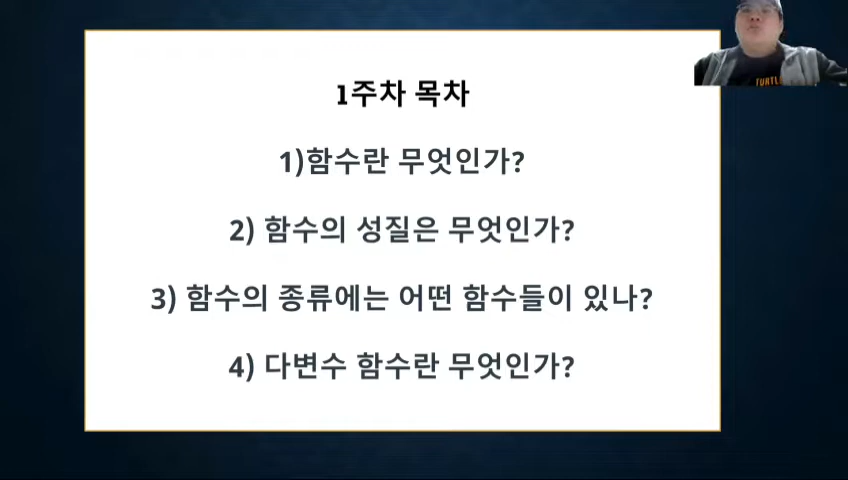 1주차 목차
1)함수란 무엇인가?
2) 함수의 성질은 무엇인가?
3) 함수의 종류에는 어떤 함수들이 있나?
4) 다변수 함수란 무엇인가?